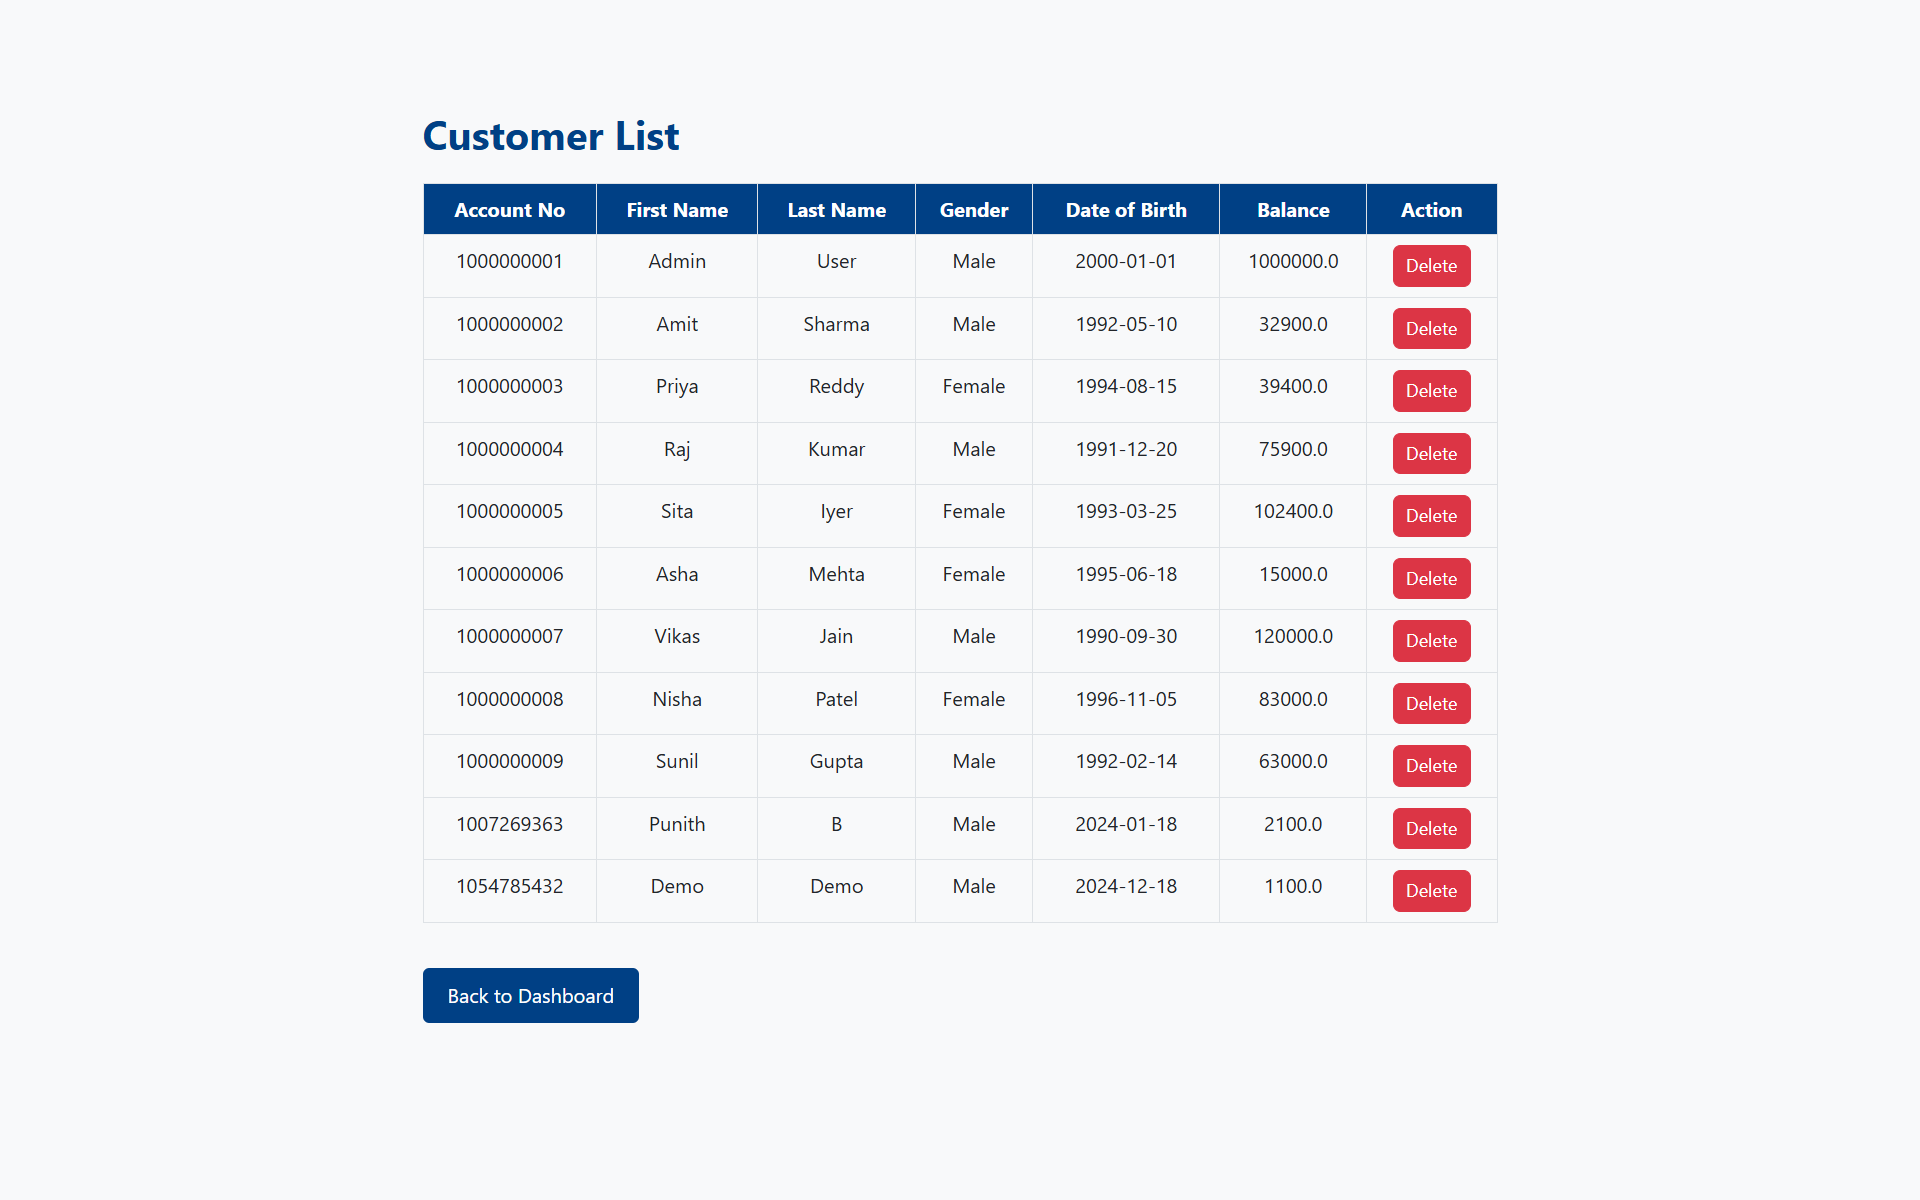 Customer List
Account No First Name Last Name Gender Date of Birth Balance Action
1000000001 Admin User Male 2000-01-01 1000000.0 Delete
1000000002 Amit Sharma Male 1992-05-10 32900.0 Delete
1000000003 Priya Reddy Female 1994-08-15 39400.0 Delete
1000000004 Raj Kumar Male 1991-12-20 75900.0 Delete
1000000005 Sita Iyer Female 1993-03-25 102400.0 Delete
1000000006 Asha Mehta Female 1995-06-18 15000.0 Delete
1000000007 Vikas Jain Male 1990-09-30 120000.0 Delete
1000000008 Nisha Patel Female 1996-11-05 83000.0 Delete
1000000009 Sunil Gupta Male 1992-02-14 63000.0 Delete
1007269363 Punith B Male 2024-01-18 2100.0 Delete
1054785432 Demo Demo Male 2024-12-18 1100.0 Delete
Back to Dashboard